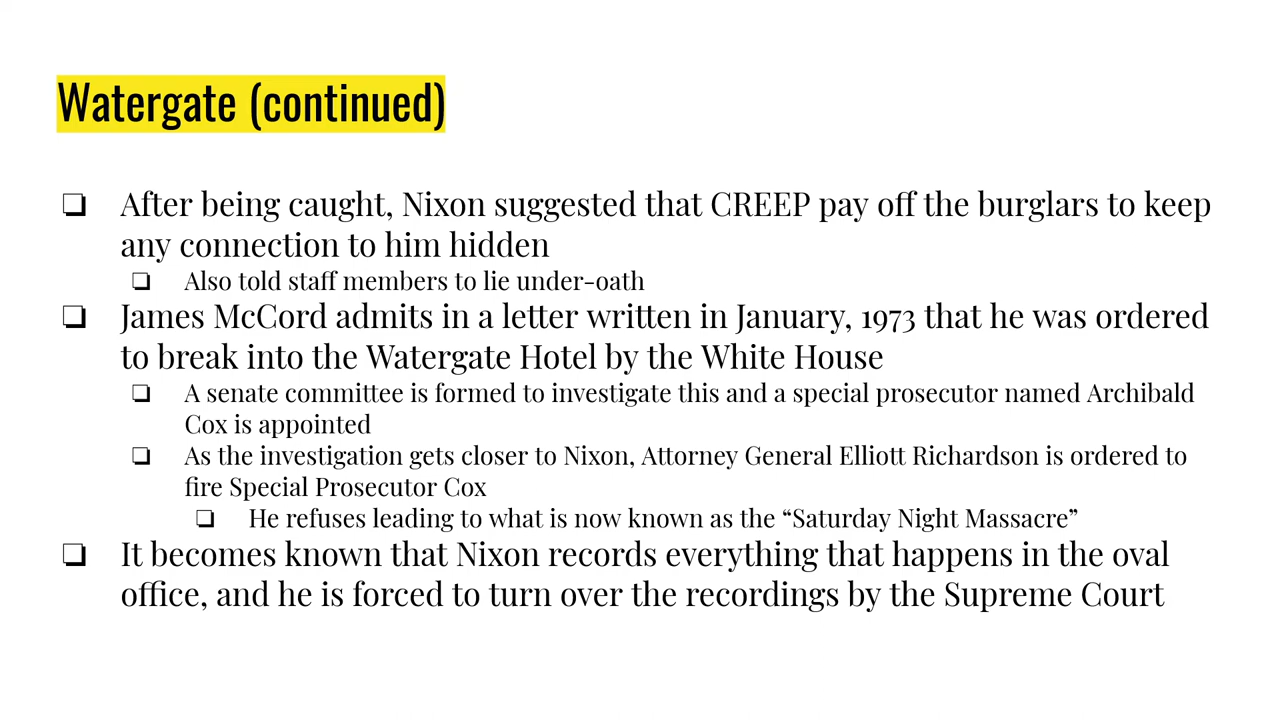 Watergate (continued)
❏ After being caught, Nixon suggested that CREEP pay off the burglars to keep
any connection to him hidden
❏ Also told staff members to lie under-oath
❏ James McCord admits in a letter written in January, 1973 that he was ordered
to break into the Watergate Hotel by the White House
❏ A senate committee is formed to investigate this and a special prosecutor named Archibald
Cox is appointed
❏ As the investigation gets closer to Nixon, Attorney General Elliott Richardson is ordered to
fire Special Prosecutor Cox
❏ He refuses leading to what is now known as the “Saturday Night Massacre”
❏ It becomes known that Nixon records everything that happens in the oval
office, and he is forced to turn over the recordings by the Supreme Court